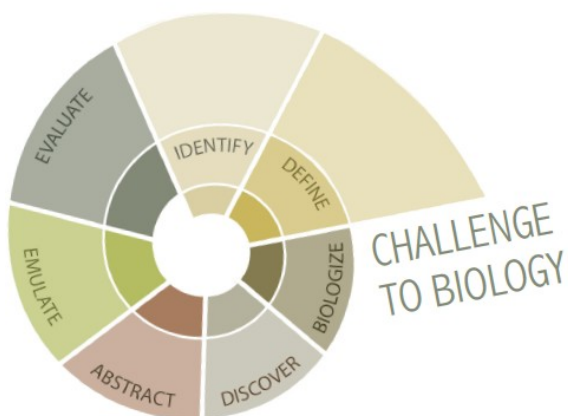 IDENTIFY
DEFINE
BIOLOGIZE
DISCOVER
ABSTRACT
EMULATE
EVALUATE
CHALLENGE
TO BIOLOGY